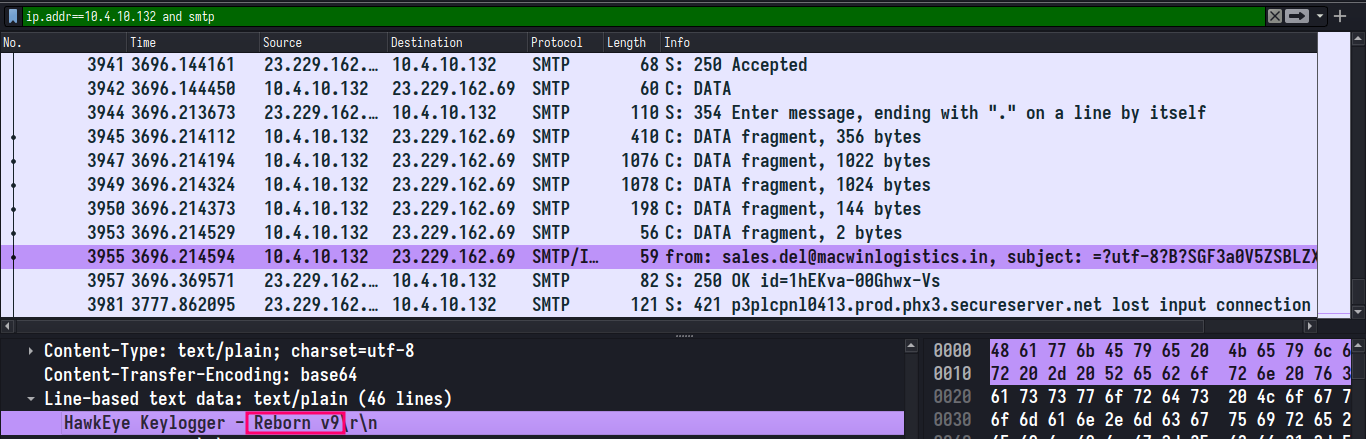 ip.addr==10.4.10.132 and smtp
No. Time Source Destination Protocol Length Info
3941 3696.144161 23.229.162.… 10.4.10.132 SMTP 68 S: 250 Accepted
3942 3696.144450 10.4.10.132 23.229.162.69 SMTP 60 C: DATA
3944 3696.213673 23.229.162.… 10.4.10.132 SMTP 110 S: 354 Enter message, ending with "." on a line by itself
3945 3696.214112 10.4.10.132 23.229.162.69 SMTP 410 C: DATA fragment, 356 bytes
3947 3696.214194 10.4.10.132 23.229.162.69 SMTP 1076 C: DATA fragment, 1022 bytes
3949 3696.214324 10.4.10.132 23.229.162.69 SMTP 1078 C: DATA fragment, 1024 bytes
3950 3696.214373 10.4.10.132 23.229.162.69 SMTP 198 C: DATA fragment, 144 bytes
3953 3696.214529 10.4.10.132 23.229.162.69 SMTP 56 C: DATA fragment, 2 bytes
3955 3696.214594 10.4.10.132 23.229.162.69 SMTP/I… 59 from: sales.del@macwinlogistics.in, subject: =?utf-8?B?SGF3a0V5ZSBLZX
3957 3696.369571 23.229.162.… 10.4.10.132 SMTP 82 S: 250 OK id=1hEKva-00Ghwx-Vs
3981 3777.862095 23.229.162.… 10.4.10.132 SMTP 121 S: 421 p3plcpnl0413.prod.phx3.secureserver.net lost input connection
Content-Type: text/plain; charset=utf-8
Content-Transfer-Encoding: base64
Line-based text data: text/plain (46 lines)
HawkEye Keylogger - Reborn v9\r\n
0000 48 61 77 6b 45 79 65 20 4b 65 79 6c 6
0010 72 20 2d 20 52 65 62 6f 72 6e 20 76 3
0020 61 73 73 77 6f 72 64 73 20 4c 6f 67 7
0030 6f 6d 61 6e 2e 6d 63 67 75 69 72 65 2